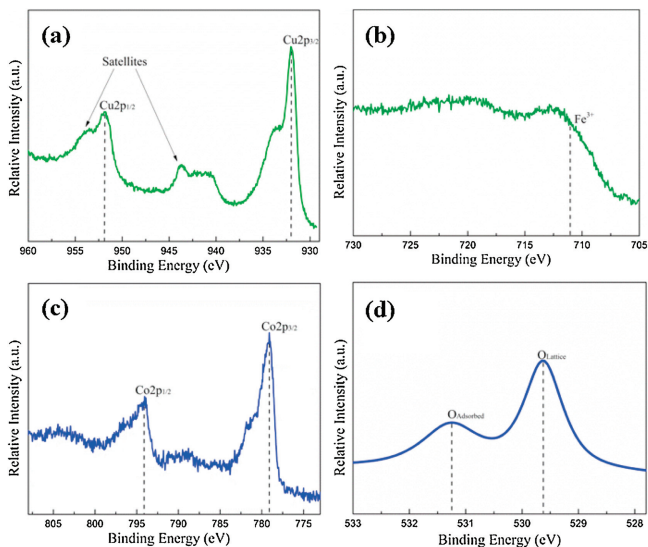 (a)
Cu2p3/2
Satellites
Cu2p1/2
Relative Intensity (a.u.)
960 955 950 945 940 935 930
Binding Energy (eV)
(b)
Fe3+
Relative Intensity (a.u.)
730 725 720 715 710 705
Binding Energy (eV)
(c)
Co2p3/2
Co2p1/2
Relative Intensity (a.u.)
805 800 795 790 785 780 775
Binding Energy (eV)
(d)
OLattice
OAdsorbed
Relative Intensity (a.u.)
533 532 531 530 529 528
Binding Energy (eV)